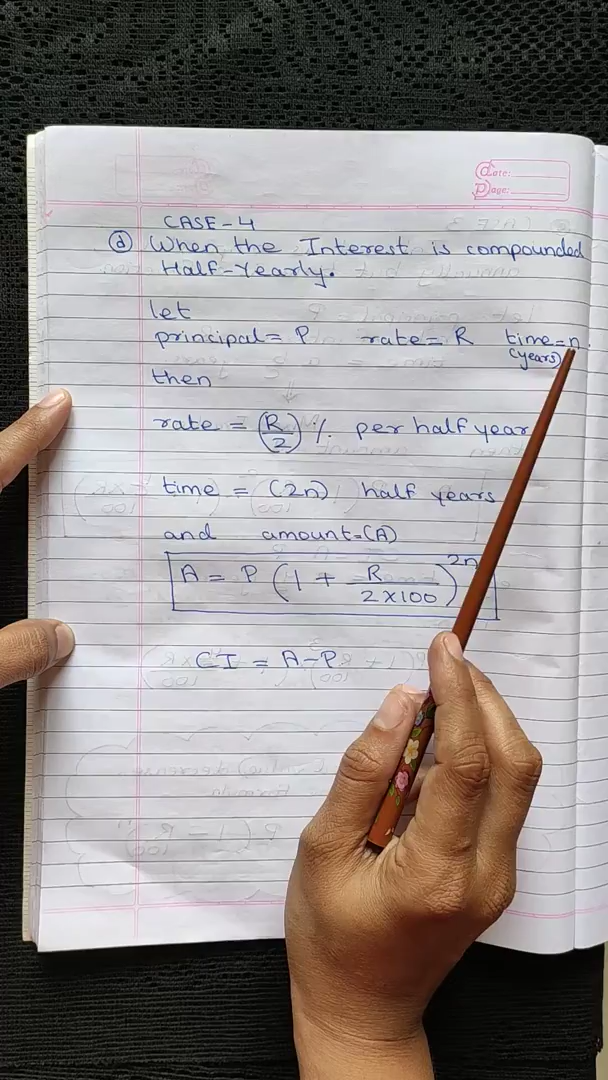 Date:
Page:
CASE-4
(d) When the Interest is compounded
Half-Yearly.
let
principal = P rate = R time = n.
(years)
then
rate = (R/2) % per half year
time = (2n) half years
and amount = (A)
A = P (1 + R/(2×100))^2n
CI = A-P